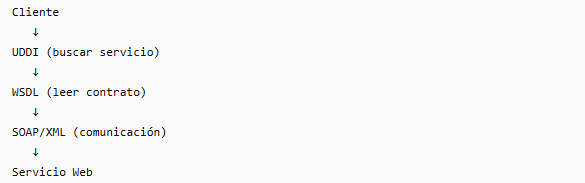 Cliente
↓
UDDI (buscar servicio)
↓
WSDL (leer contrato)
↓
SOAP/XML (comunicación)
↓
Servicio Web